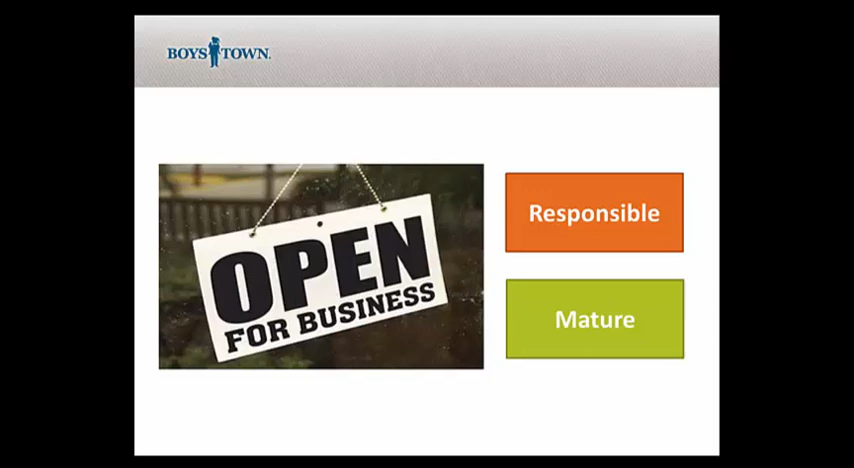 BOYS TOWN.
OPEN
FOR BUSINESS
Responsible
Mature